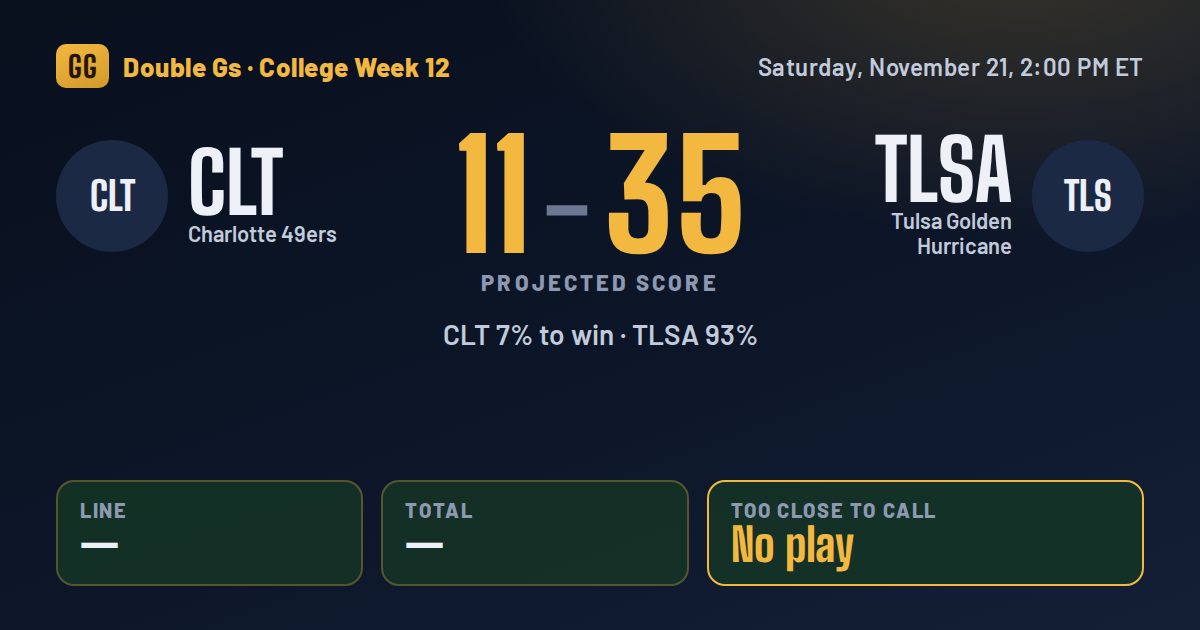 GG Double Gs · College Week 12
Saturday, November 21, 2:00 PM ET
CLT
CLT
Charlotte 49ers
11 – 35
PROJECTED SCORE
CLT 7% to win · TLSA 93%
TLSA
Tulsa Golden
Hurricane
TLS
LINE
—
TOTAL
—
TOO CLOSE TO CALL
No play